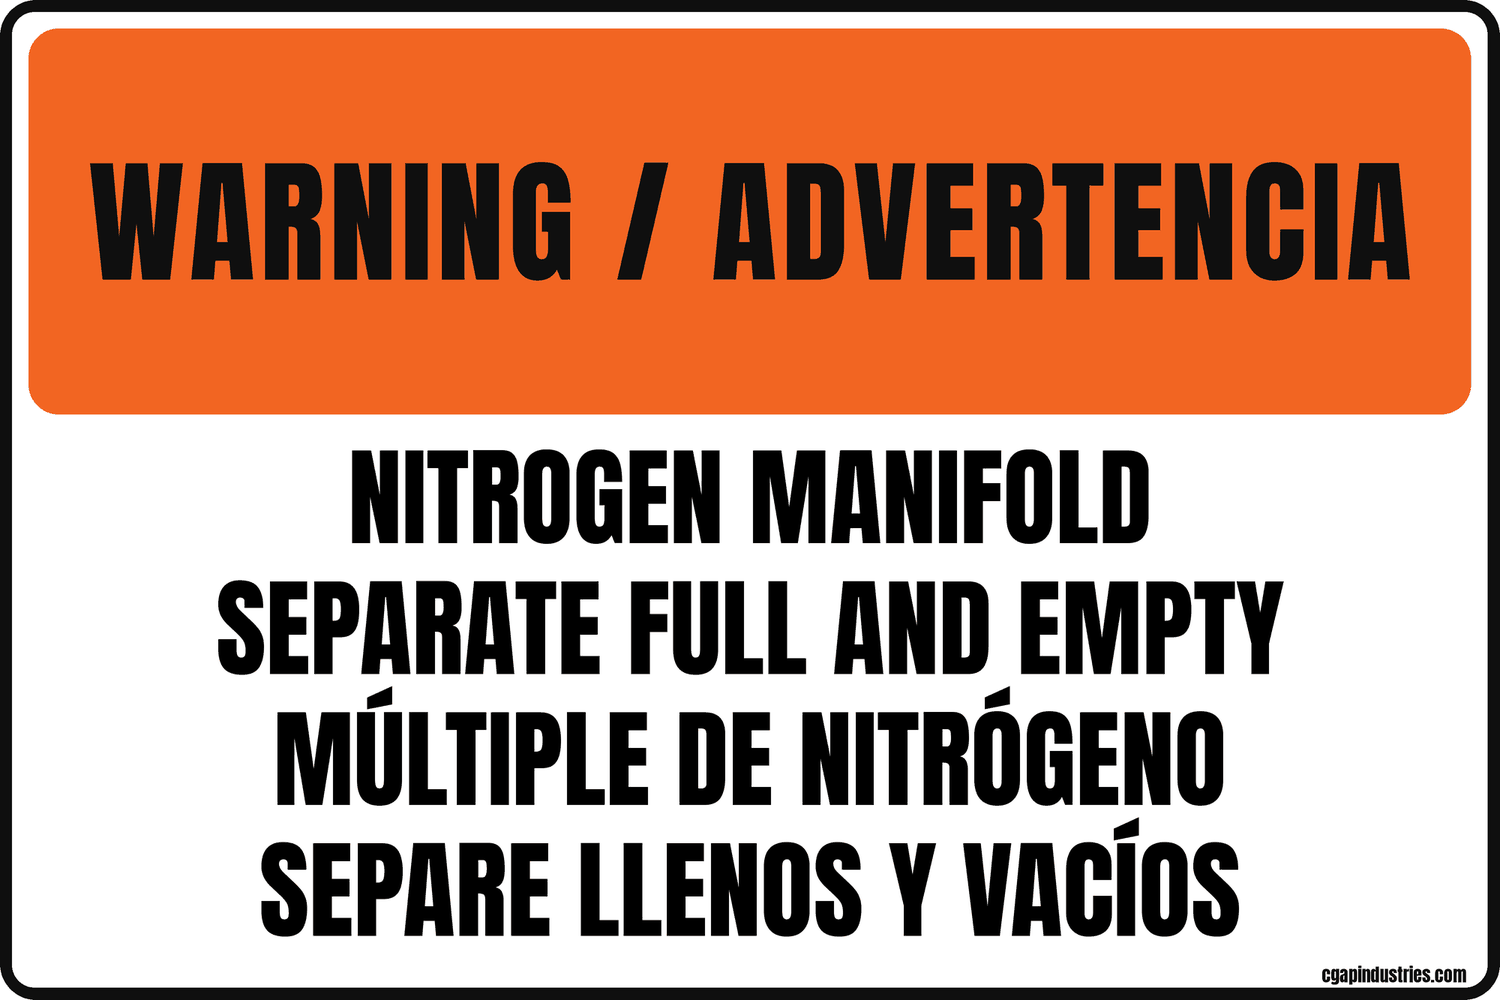 WARNING / ADVERTENCIA
NITROGEN MANIFOLD
SEPARATE FULL AND EMPTY
MÚLTIPLE DE NITRÓGENO
SEPARE LLENOS Y VACÍOS
cgapindustries.com